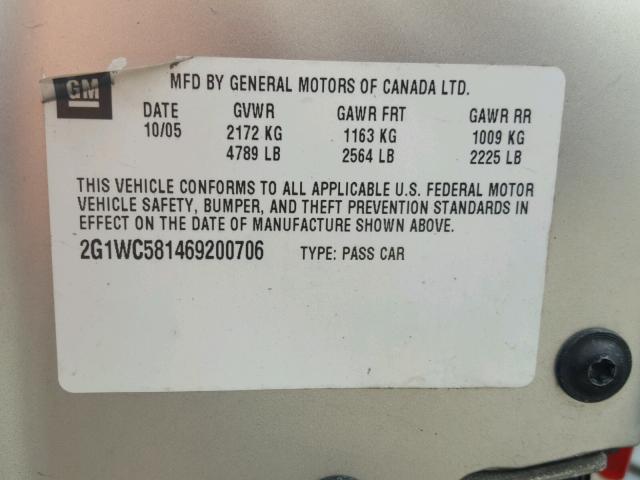 GM
MFD BY GENERAL MOTORS OF CANADA LTD.
DATE GVWR GAWR FRT GAWR RR
10/05 2172 KG 1163 KG 1009 KG
4789 LB 2564 LB 2225 LB
THIS VEHICLE CONFORMS TO ALL APPLICABLE U.S. FEDERAL MOTOR
VEHICLE SAFETY, BUMPER, AND THEFT PREVENTION STANDARDS IN
EFFECT ON THE DATE OF MANUFACTURE SHOWN ABOVE.
2G1WC581469200706 TYPE: PASS CAR